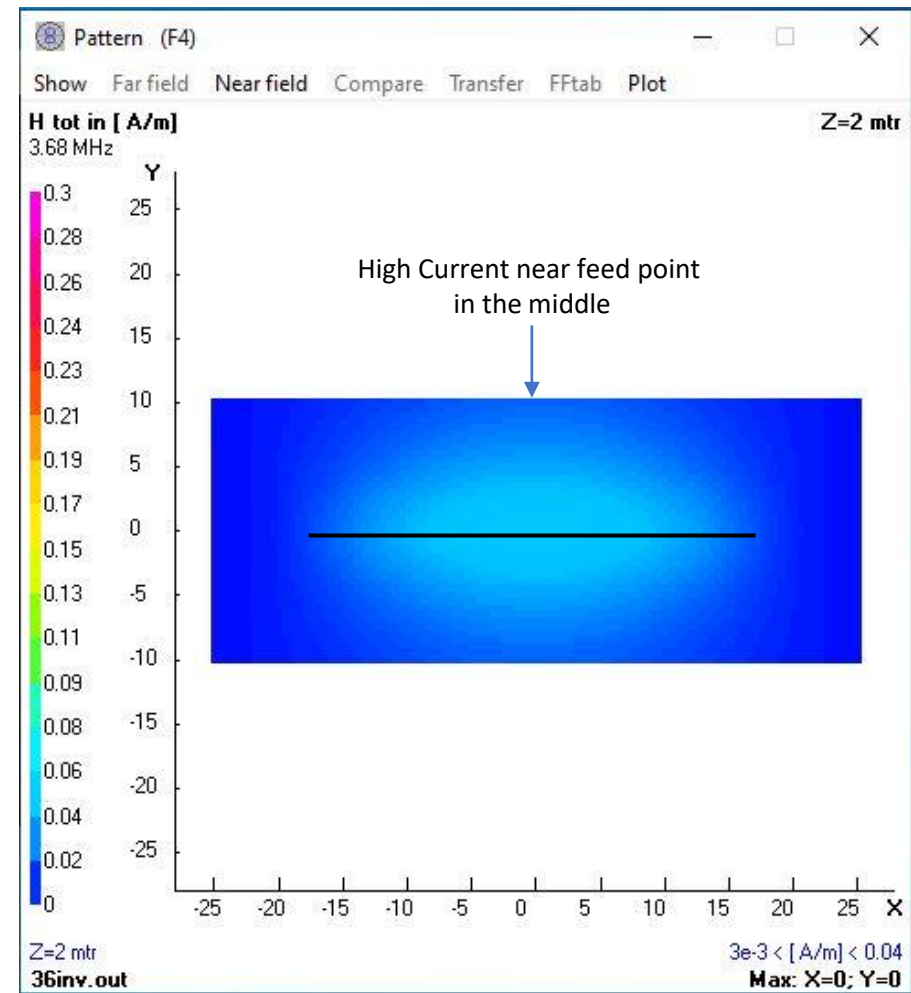 Pattern (F4)
Show Far field Near field Compare Transfer FFtab Plot
H tot in [ A/m]
Z=2 mtr
3.68 MHz
Y
0.3
0.28
0.26
0.24
0.23
0.21
0.19
0.17
0.15
0.13
0.11
0.09
0.08
0.06
0.04
0.02
0
25
20
15
10
5
0
-5
-10
-15
-20
-25
High Current near feed point
in the middle
-25 -20 -15 -10 -5 0 5 10 15 20 25 X
Z=2 mtr
3e-3 < [ A/m] < 0.04
36inv.out
Max: X=0; Y=0